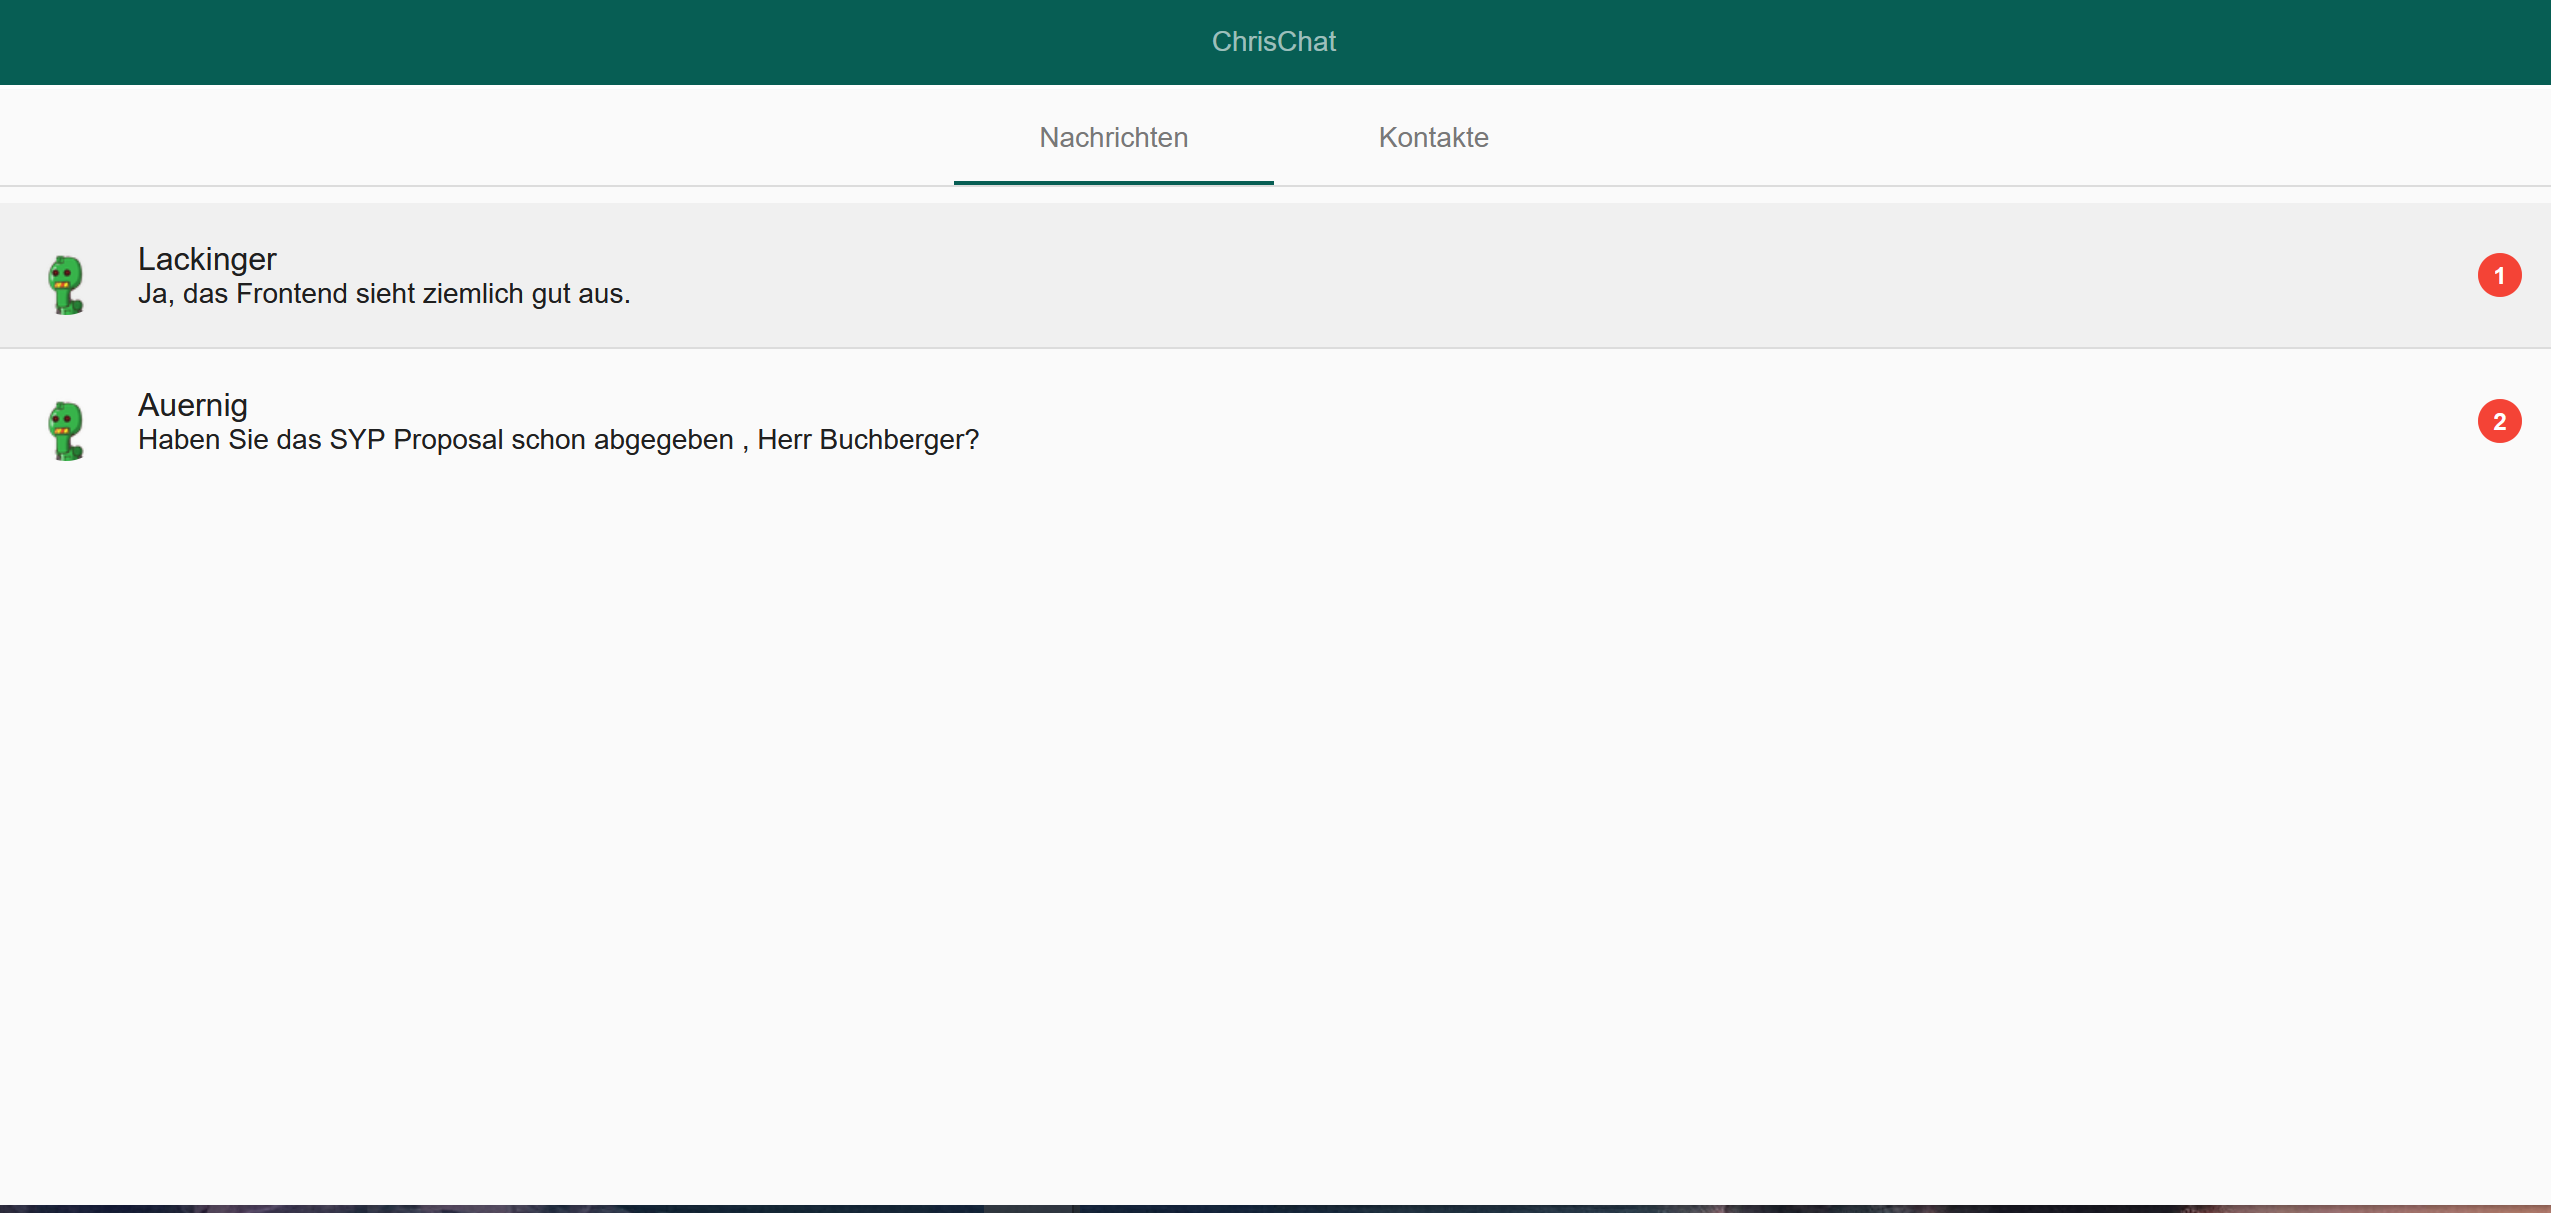 ChrisChat
Nachrichten Kontakte
Lackinger
Ja, das Frontend sieht ziemlich gut aus.
1
Auernig
Haben Sie das SYP Proposal schon abgegeben , Herr Buchberger?
2